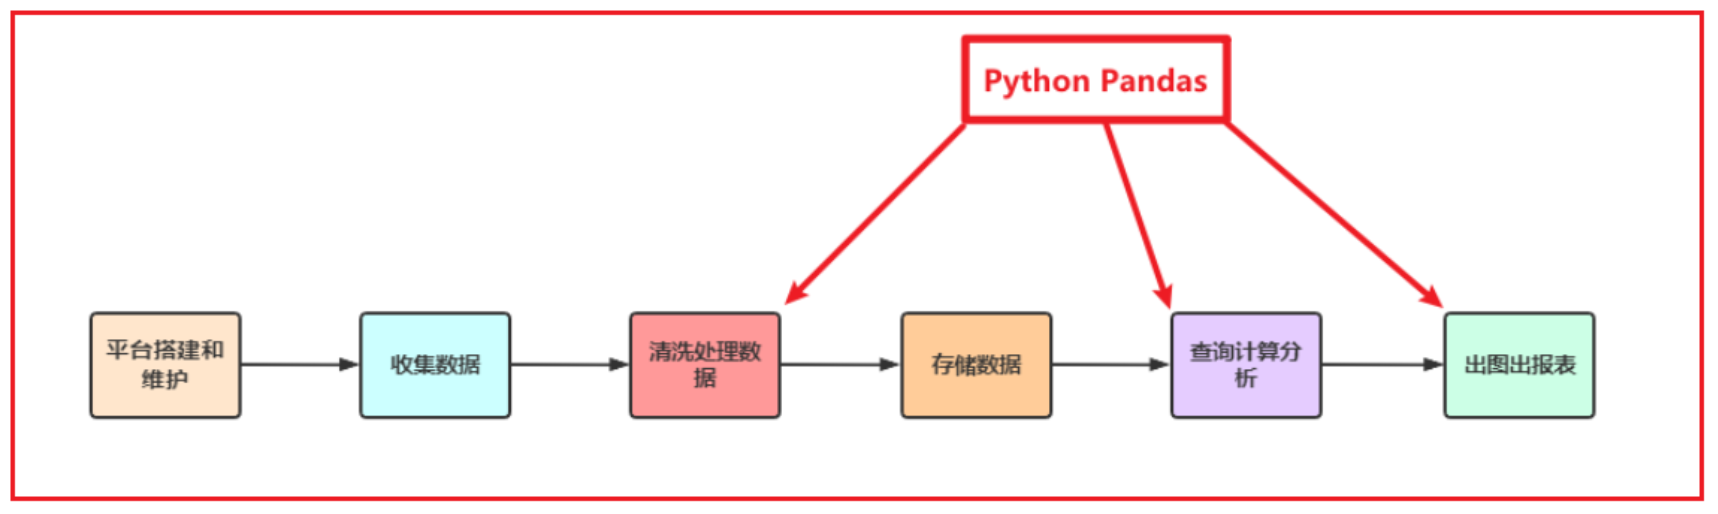 Python Pandas
平台搭建和
维护
收集数据
清洗处理数
据
存储数据
查询计算分
析
出图出报表